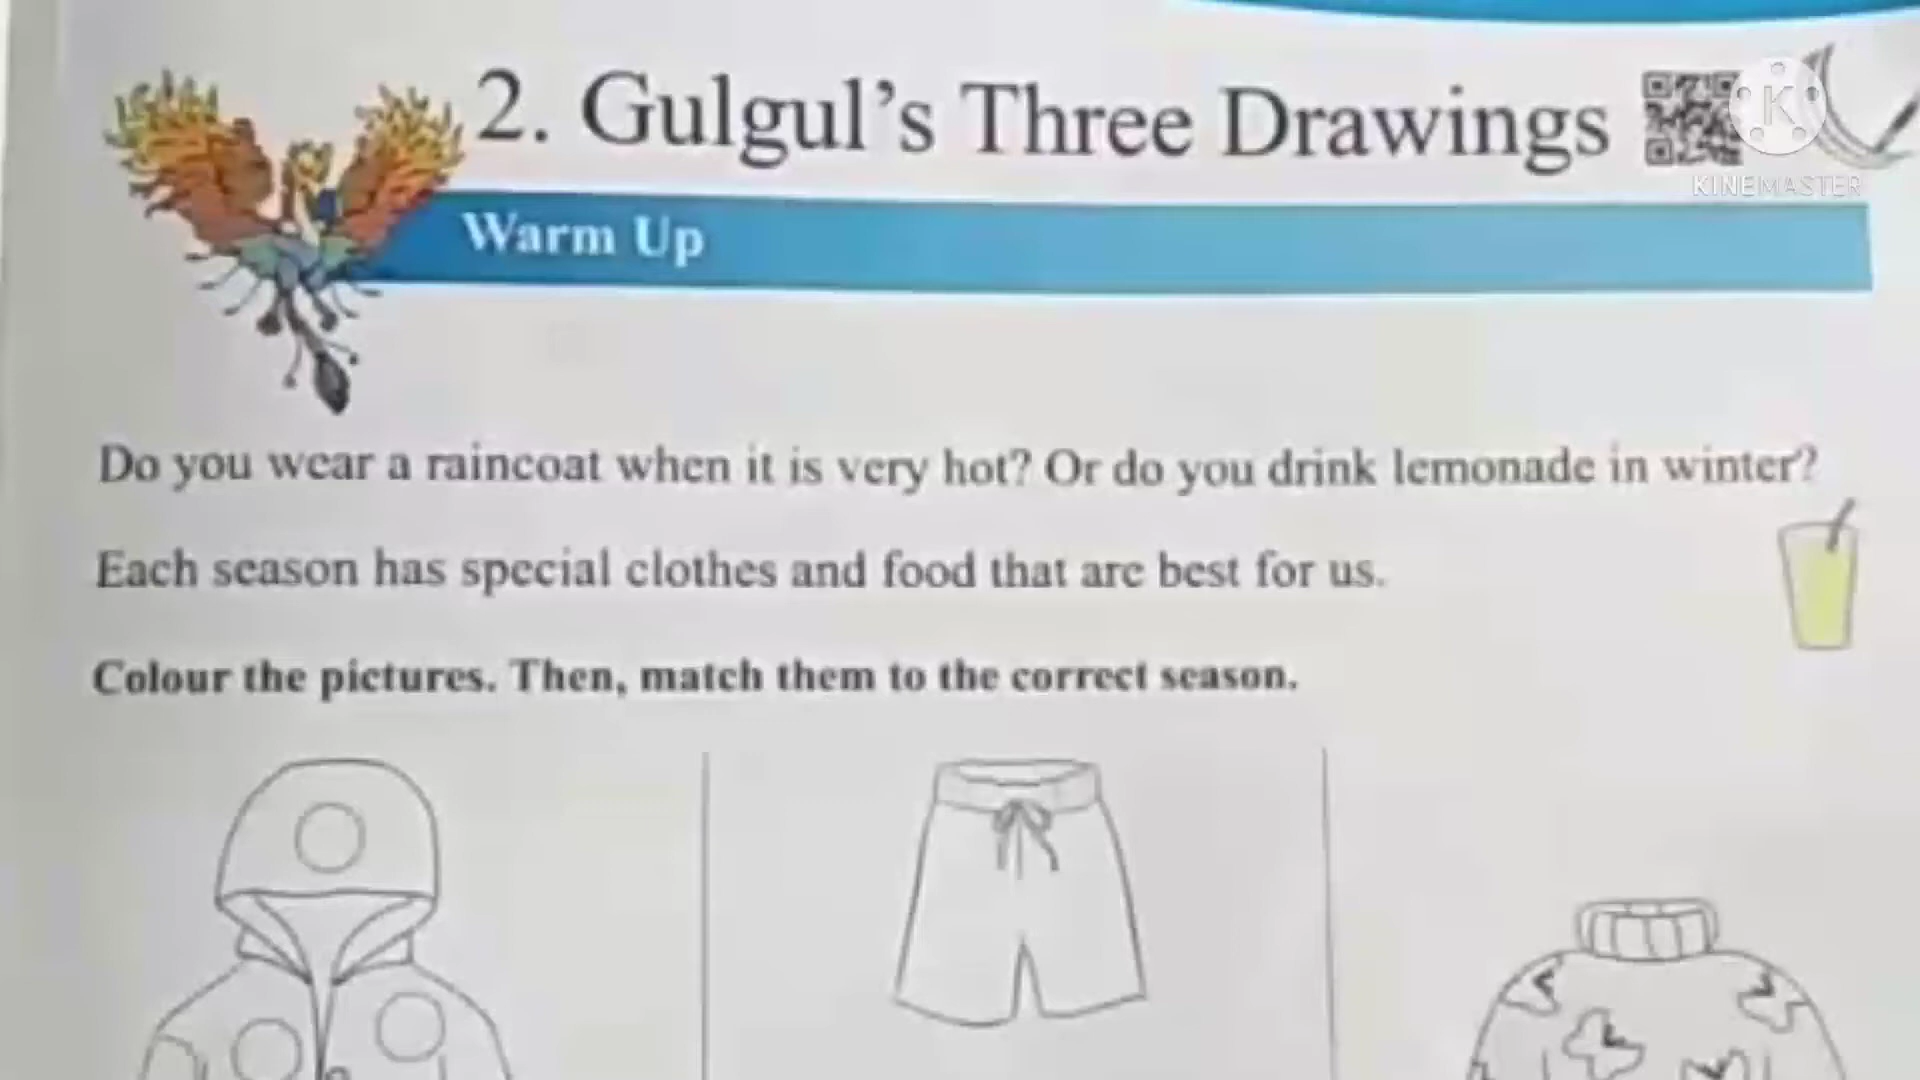 2. Gulgul's Three Drawings
KINEMASTER
Warm Up
Do you wear a raincoat when it is very hot? Or do you drink lemonade in winter?
Each season has special clothes and food that are best for us.
Colour the pictures. Then, match them to the correct season.